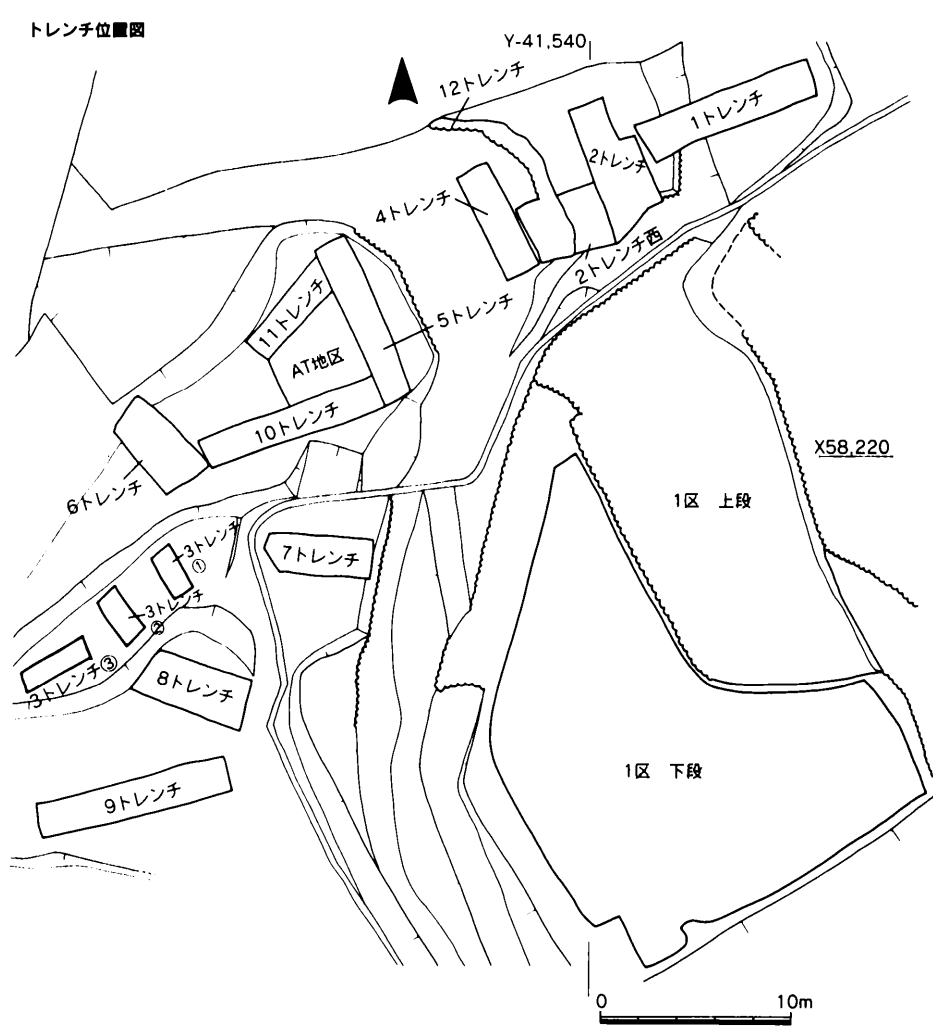 トレンチ位置図
Y-41,540
12トレンチ
1トレンチ
2トレンチ
4トレンチ
2トレンチ西
11トレンチ
5トレンチ
AT地区
10トレンチ
6トレンチ
X58,220
1区 上段
3トレンチ
①
7トレンチ
3トレンチ
②
3トレンチ③
8トレンチ
1区 下段
9トレンチ
0 10m